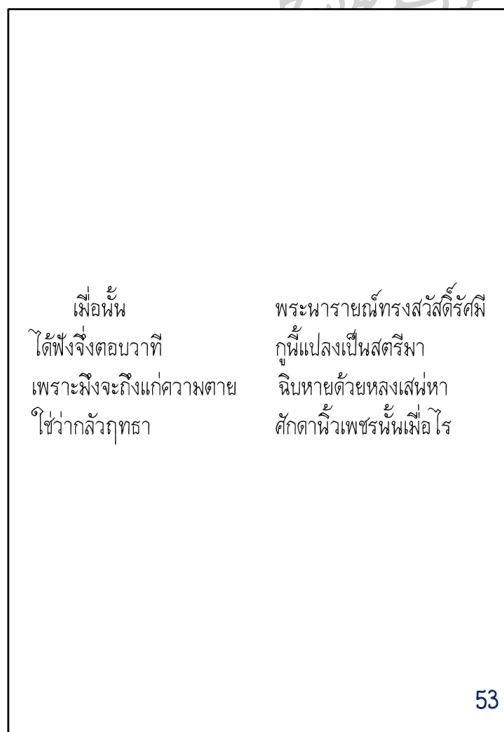 เมื่อนั้น พระนารายณ์ทรงสวัสดิ์รัศมี
ได้ฟังจึ่งตอบวาที กูนี้แปลงเป็นสตรีมา
เพราะมึงจะถึงแก่ความตาย ฉิบหายด้วยหลงเสน่หา
ใช่ว่ากลัวฤทธา ศักดานิ้วเพชรนั้นเมื่อไร
53